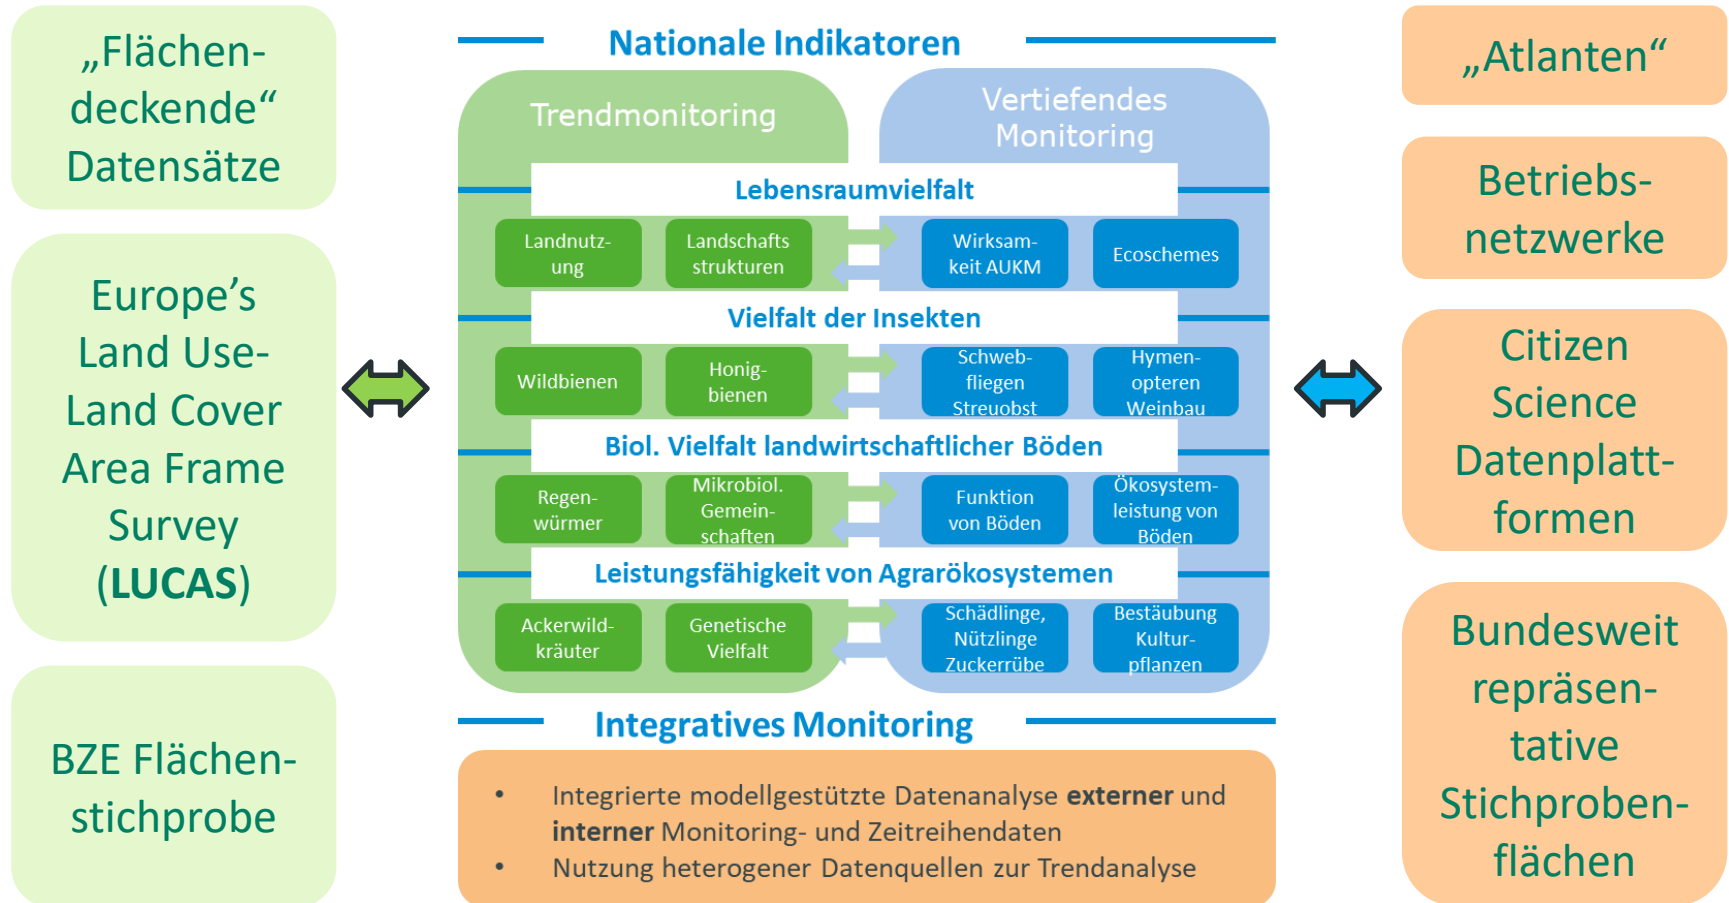 „Flächen-
deckende“
Datensätze
Europe’s
Land Use-
Land Cover
Area Frame
Survey
(LUCAS)
BZE Flächen-
stichprobe
Nationale Indikatoren
Trendmonitoring
Vertiefendes
Monitoring
Lebensraumvielfalt
Landnutz-
ung
Landschafts
strukturen
Wirksam-
keit AUKM
Ecoschemes
Vielfalt der Insekten
Wildbienen
Honig-
bienen
Schweb-
fliegen
Streuobst
Hymen-
opteren
Weinbau
Biol. Vielfalt landwirtschaftlicher Böden
Regen-
würmer
Mikrobiol.
Gemein-
schaften
Funktion
von Böden
Ökosystem-
leistung von
Böden
Leistungsfähigkeit von Agrarökosystemen
Ackerwild-
kräuter
Genetische
Vielfalt
Schädlinge,
Nützlinge
Zuckerrübe
Bestäubung
Kultur-
pflanzen
Integratives Monitoring
• Integrierte modellgestützte Datenanalyse externer und
interner Monitoring- und Zeitreihendaten
• Nutzung heterogener Datenquellen zur Trendanalyse
„Atlanten“
Betriebs-
netzwerke
Citizen
Science
Datenplatt-
formen
Bundesweit
repräsen-
tative
Stichproben-
flächen